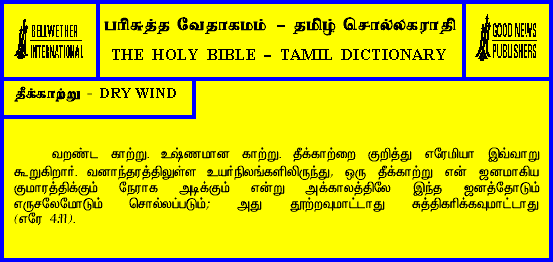 BELLWETHER
INTERNATIONAL
பரிசுத்த வேதாகமம் – தமிழ் சொல்லகராதி
THE HOLY BIBLE – TAMIL DICTIONARY
GOOD NEWS
PUBLISHERS
தீக்காற்று - DRY WIND
வறண்ட காற்று. உஷ்ணமான காற்று. தீக்காற்றை குறித்து எரேமியா இவ்வாறு
கூறுகிறார். வனாந்தரத்திலுள்ள உயர்நிலங்களிலிருந்து, ஒரு தீக்காற்று என் ஜனமாகிய
குமாரத்திக்கும் நேராக அடிக்கும் என்று அக்காலத்திலே இந்த ஜனத்தோடும்
எருசலேமோடும் சொல்லப்படும்; அது தூற்றவுமாட்டாது சுத்திகரிக்கவுமாட்டாது
(எரே 4:11).